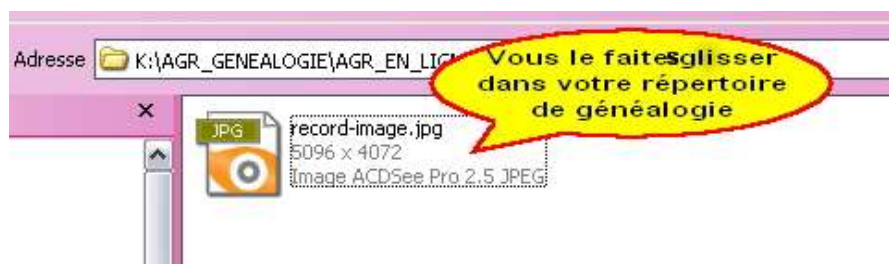 Adresse K:\AGR_GENEALOGIE\AGR_EN_LIG
Vous le faites glisser
dans votre répertoire
de généalogie
JPG
record-image.jpg
5096 x 4072
Image ACDSee Pro 2.5 JPEG